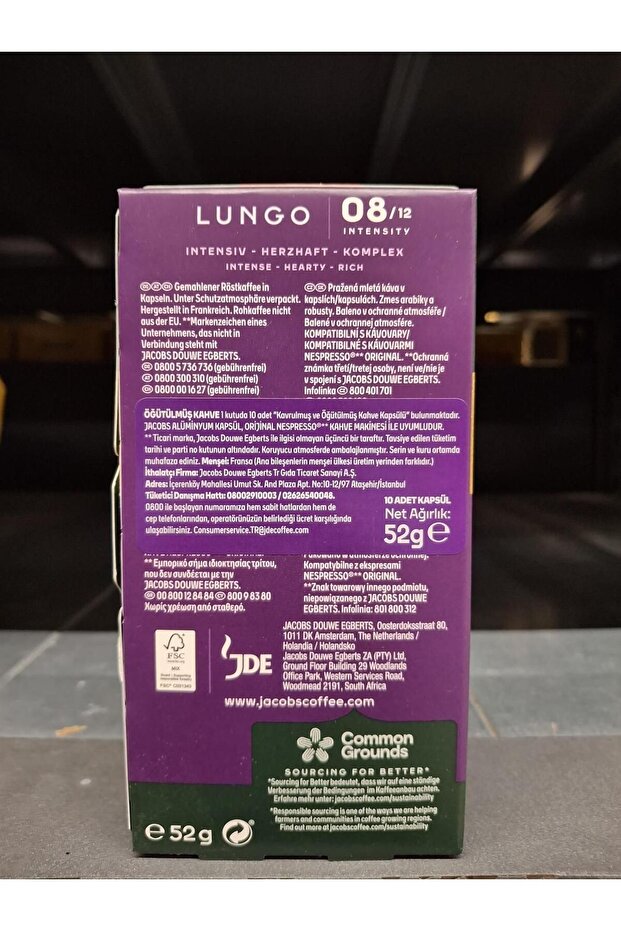 LUNGO
08/12
INTENSITY
INTENSIV - HERZHAFT - KOMPLEX
INTENSE - HEARTY - RICH
Gemahlener Röstkaffee in
Kapseln. Unter Schutzatmosphäre verpackt.
Hergestellt in Frankreich. Rohkaffee nicht
aus der EU. **Markenzeichen eines
Unternehmens, das nicht in
Verbindung steht mit
JACOBS DOUWE EGBERTS.
0800 5 736 736 (gebührenfrei)
0800 300 310 (gebührenfrei)
0800 00 16 27 (gebührenfrei)
Pražená mletá káva v
kapslích/kapsulách. Zmes arabiky a
robusty. Baleno v ochranné atmosféře /
Balené v ochrannej atmosfére.
KOMPATIBILNÍ S KÁVOVARY/
KOMPATIBILNÉ S KÁVOVARMI
NESPRESSO®** ORIGINAL. **Ochranná
známka třetí/tretej osoby, není ve/nie je
v spojení s JACOBS DOUWE EGBERTS.
Infolinka 800 401 701
ÖĞÜTÜLMÜŞ KAHVE 1 kutuda 10 adet "Kavrulmuş ve Öğütülmüş Kahve Kapsülü" bulunmaktadır.
JACOBS ALÜMİNYUM KAPSÜL, ORİJİNAL NESPRESSO®** KAHVE MAKİNESİ İLE UYUMLUDUR.
** Ticari marka, Jacobs Douwe Egberts ile ilgisi olmayan üçüncü bir taraftır. Tavsiye edilen tüketim
tarihi ve parti no kutunun altındadır. Koruyucu atmosferde ambalajlanmıştır. Serin ve kuru ortamda
muhafaza ediniz. Menşei: Fransa (Ana bileşenlerin menşei ülkesi üretim yerinden farklıdır.)
İthalatçı Firma: Jacobs Douwe Egberts Tr Gıda Ticaret Sanayi A.Ş.
Adres: İçerenköy Mahallesi Umut Sk. And Plaza Apt. No:10-12/97 Ataşehir/İstanbul
Tüketici Danışma Hattı: 08002910003 / 02626540048.
0800 ile başlayan numaramıza hem sabit hatlardan hem de
cep telefonlarından, operatörünüzün belirlediği ücret karşılığında
ulaşabilirsiniz. Consumerservice.TR@jdecoffee.com
10 ADET KAPSÜL
Net Ağırlık:
52g e
** Εμπορικό σήμα ιδιοκτησίας τρίτου,
που δεν συνδέεται με την
JACOBS DOUWE EGBERTS.
00 800 12 84 84 800 9 83 80
Χωρίς χρέωση από σταθερό.
Kompatybilne z ekspresami
NESPRESSO®** ORIGINAL.
**Znak towarowy innego podmiotu,
niepowiązanego z JACOBS DOUWE
EGBERTS. Infolinia: 801 800 312
FSC
MIX
JDE
JACOBS DOUWE EGBERTS, Oosterdoksstraat 80,
1011 DK Amsterdam, The Netherlands /
Holandia / Holandsko
Jacobs Douwe Egberts ZA (PTY) Ltd,
Ground Floor Building 29 Woodlands
Office Park, Western Services Road,
Woodmead 2191, South Africa
www.jacobscoffee.com
Common
Grounds
SOURCING FOR BETTER*
*Sourcing for Better bedeutet, dass wir auf eine ständige
Verbesserung der Bedingungen im Kaffeeanbau achten.
Erfahre mehr unter: jacobscoffee.com/sustainability
*Responsible sourcing is one of the ways we are helping
farmers and communities in coffee growing regions.
Find out more at jacobscoffee.com/sustainability
e 52g